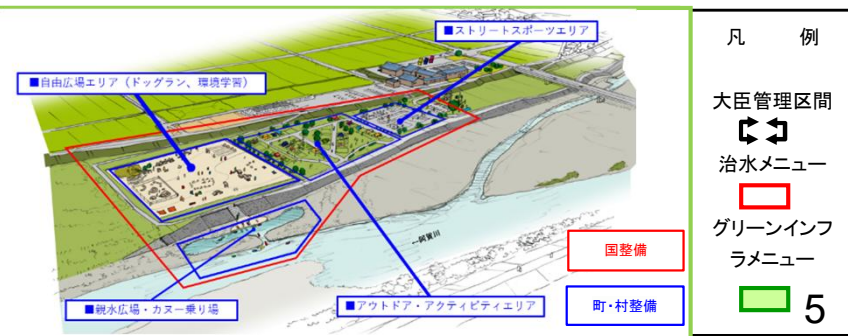 ■ストリートスポーツエリア
■自由広場エリア（ドッグラン、環境学習）
阿賀川
■親水広場・カヌー乗り場
■アウトドア・アクティビティエリア
国整備
町・村整備
凡　例
大臣管理区間
治水メニュー
グリーンインフ
ラメニュー
5